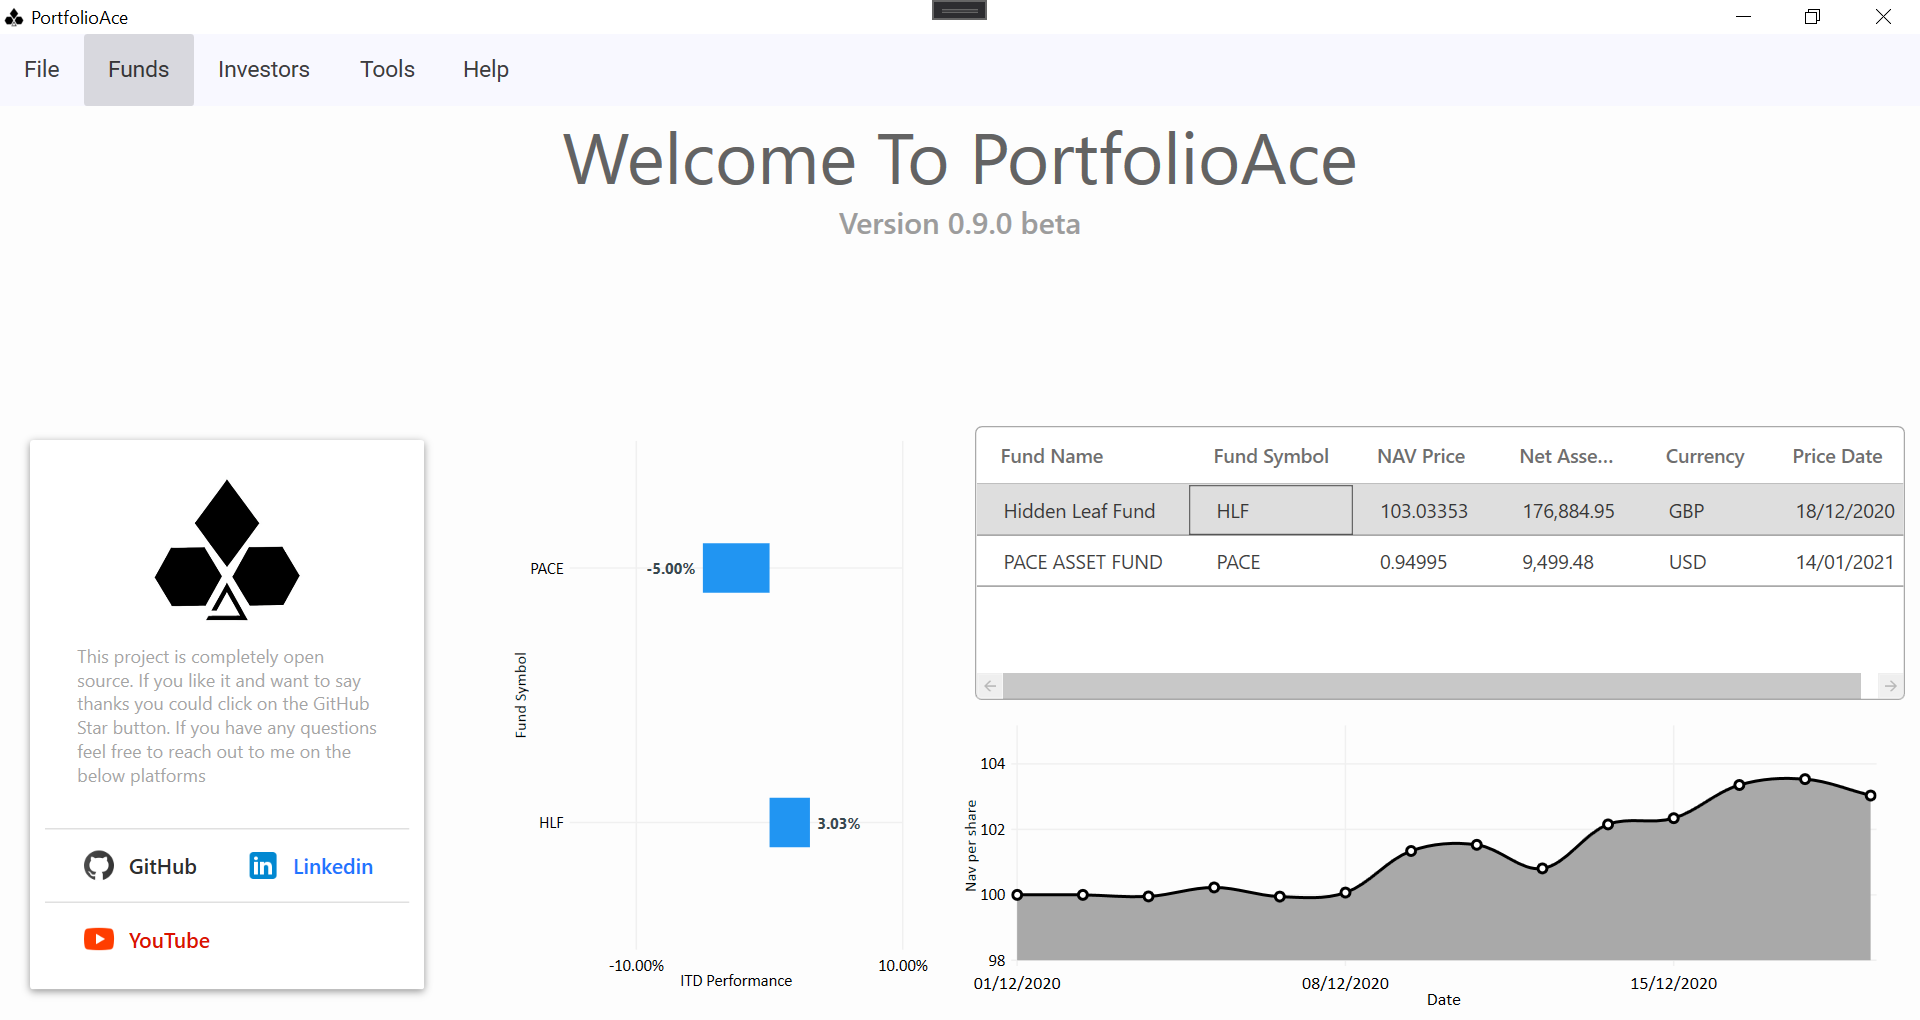 PortfolioAce
File Funds Investors Tools Help
Welcome To PortfolioAce
Version 0.9.0 beta
This project is completely open
source. If you like it and want to say
thanks you could click on the GitHub
Star button. If you have any questions
feel free to reach out to me on the
below platforms
GitHub Linkedin
YouTube
Fund Symbol
PACE -5.00%
HLF 3.03%
-10.00% 10.00%
ITD Performance
Fund Name Fund Symbol NAV Price Net Asse... Currency Price Date
Hidden Leaf Fund HLF 103.03353 176,884.95 GBP 18/12/2020
PACE ASSET FUND PACE 0.94995 9,499.48 USD 14/01/2021
Nav per share
104
102
100
98
01/12/2020 08/12/2020 15/12/2020
Date